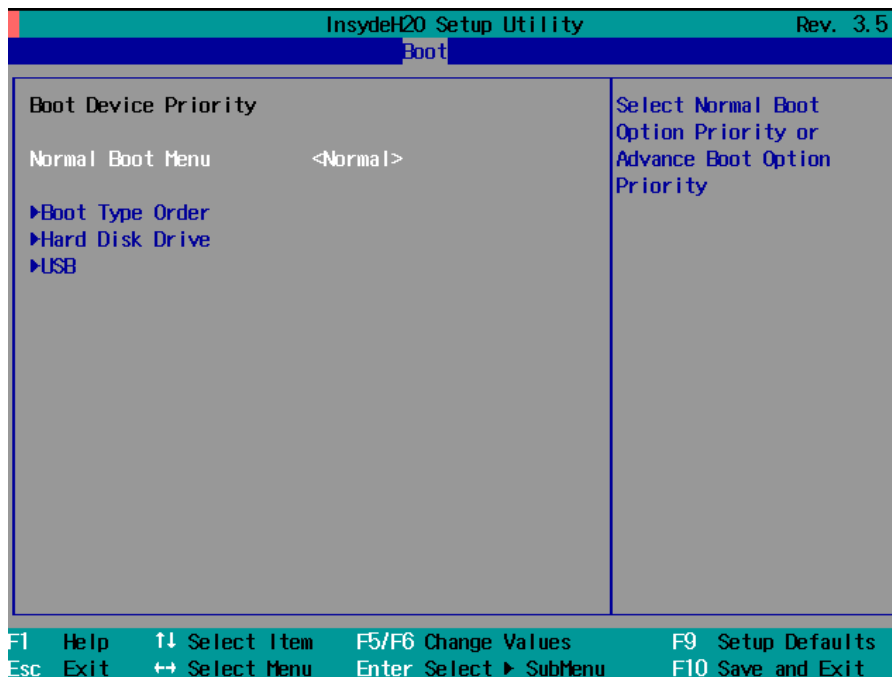 InsydeH2O Setup Utility Rev. 3.5
Boot
Boot Device Priority
Normal Boot Menu <Normal>
▶Boot Type Order
▶Hard Disk Drive
▶USB
Select Normal Boot
Option Priority or
Advance Boot Option
Priority
F1 Help ↑↓ Select Item F5/F6 Change Values F9 Setup Defaults
Esc Exit ↔ Select Menu Enter Select ▶ SubMenu F10 Save and Exit